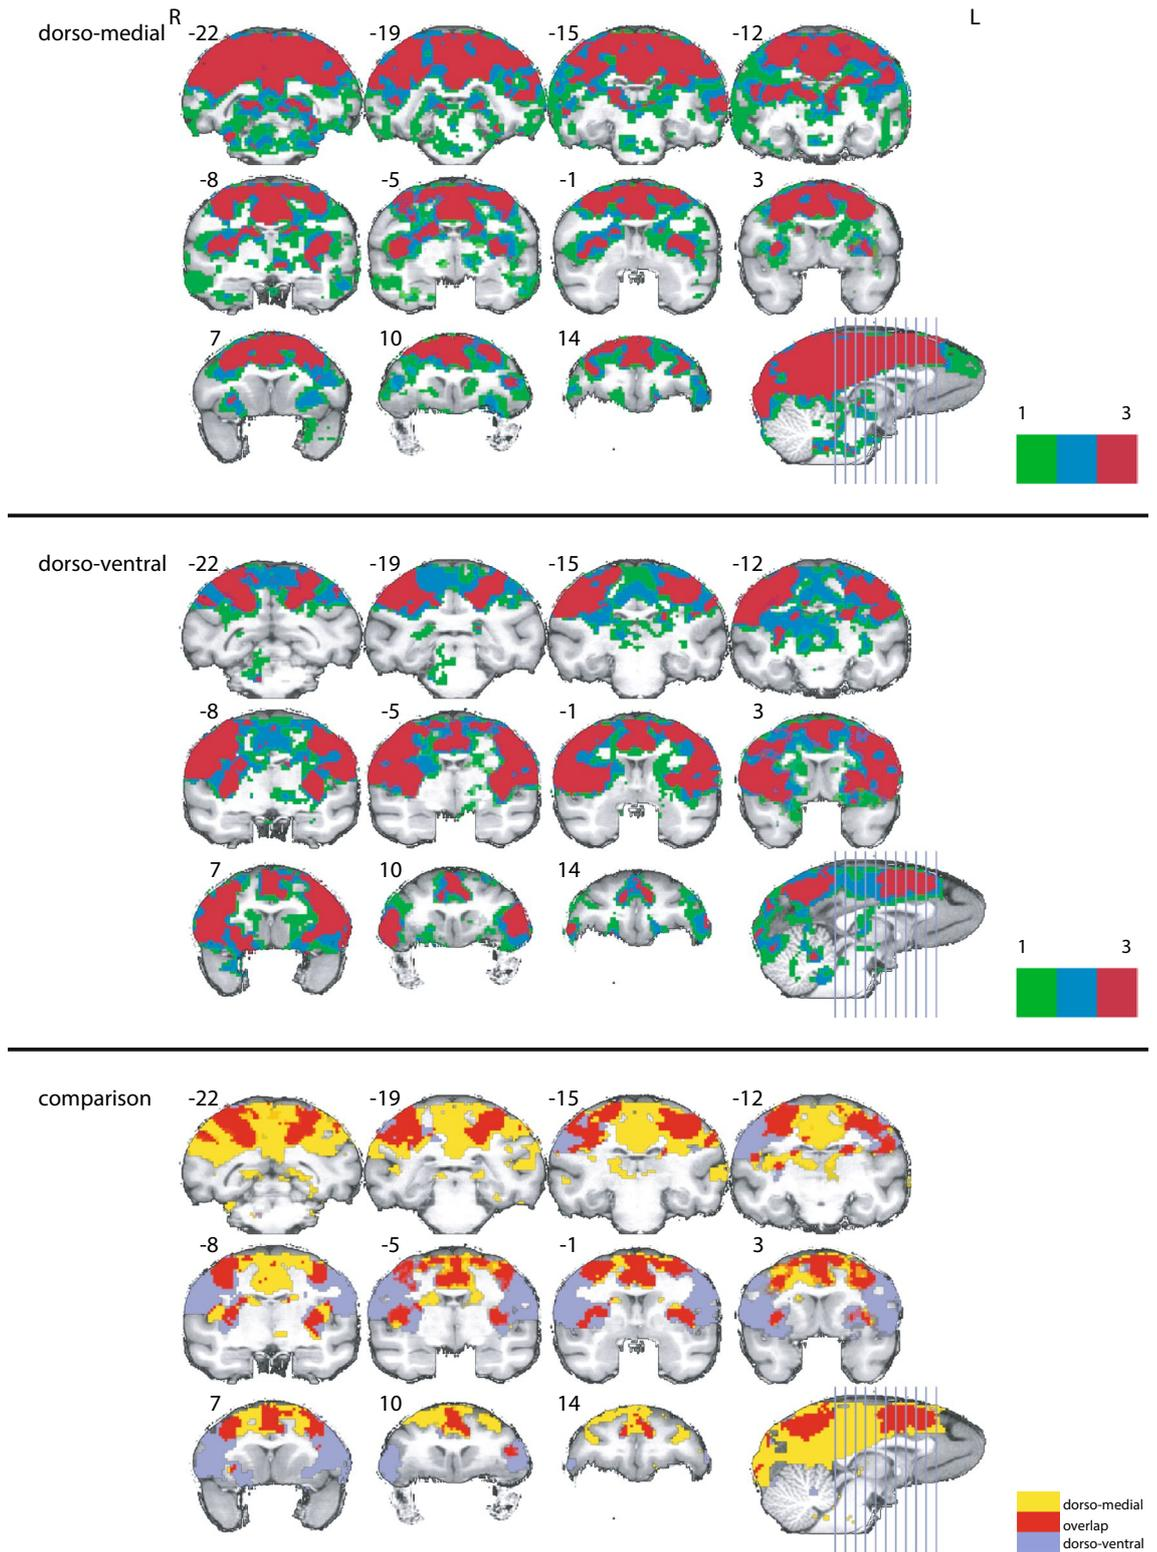 R L
dorso-medial -22 -19 -15 -12
-8 -5 -1 3
7 10 14
1 3
dorso-ventral -22 -19 -15 -12
-8 -5 -1 3
7 10 14
1 3
comparison -22 -19 -15 -12
-8 -5 -1 3
7 10 14
dorso-medial
overlap
dorso-ventral